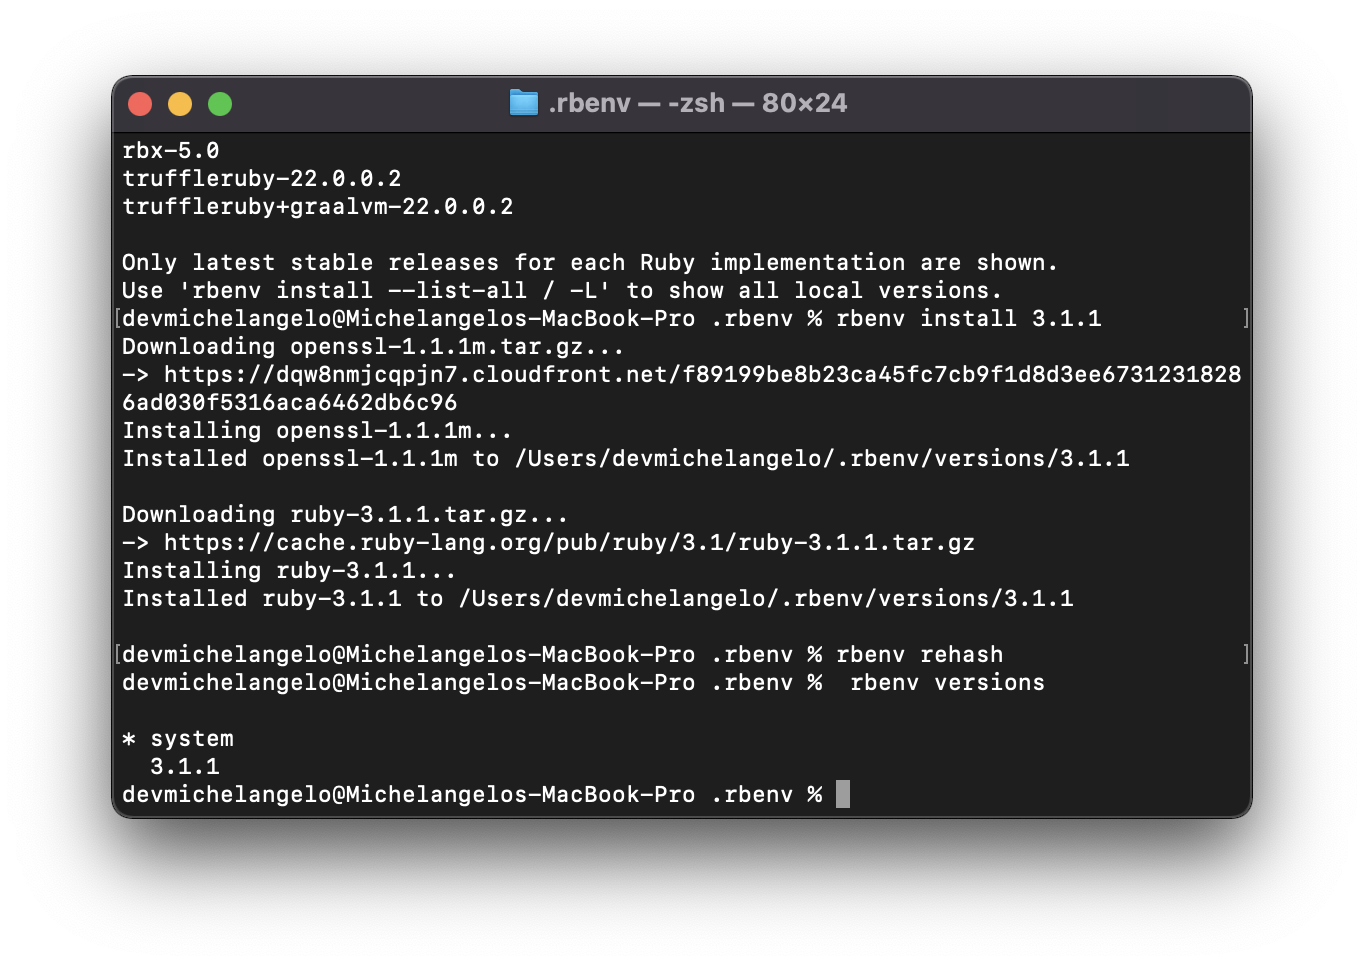 .rbenv — -zsh — 80×24
rbx-5.0
truffleruby-22.0.0.2
truffleruby+graalvm-22.0.0.2
Only latest stable releases for each Ruby implementation are shown.
Use 'rbenv install --list-all / -L' to show all local versions.
[devmichelangelo@Michelangelos-MacBook-Pro .rbenv % rbenv install 3.1.1 ]
Downloading openssl-1.1.1m.tar.gz...
-> https://dqw8nmjcqpjn7.cloudfront.net/f89199be8b23ca45fc7cb9f1d8d3ee6731231828
6ad030f5316aca6462db6c96
Installing openssl-1.1.1m...
Installed openssl-1.1.1m to /Users/devmichelangelo/.rbenv/versions/3.1.1
Downloading ruby-3.1.1.tar.gz...
-> https://cache.ruby-lang.org/pub/ruby/3.1/ruby-3.1.1.tar.gz
Installing ruby-3.1.1...
Installed ruby-3.1.1 to /Users/devmichelangelo/.rbenv/versions/3.1.1
[devmichelangelo@Michelangelos-MacBook-Pro .rbenv % rbenv rehash ]
devmichelangelo@Michelangelos-MacBook-Pro .rbenv %  rbenv versions
* system
  3.1.1
devmichelangelo@Michelangelos-MacBook-Pro .rbenv %